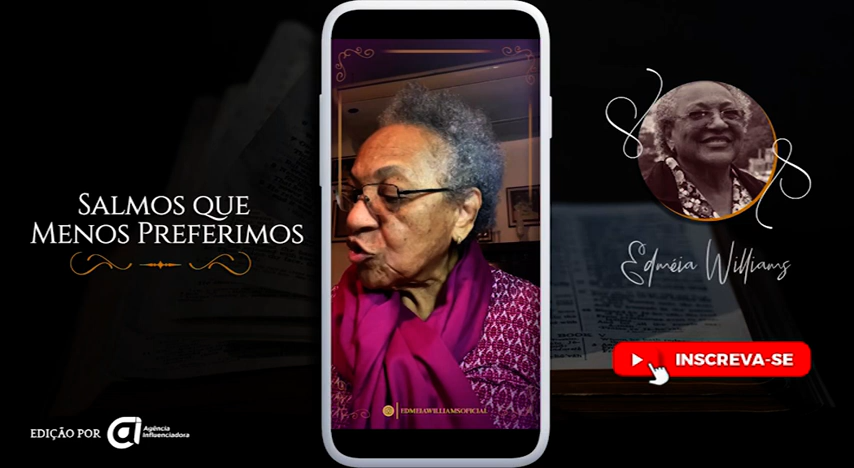 SALMOS QUE
MENOS PREFERIMOS
EDMEIAWILLIAMSOFICIAL
Edméia Williams
INSCREVA-SE
EDIÇÃO POR
Agência
Influenciadora